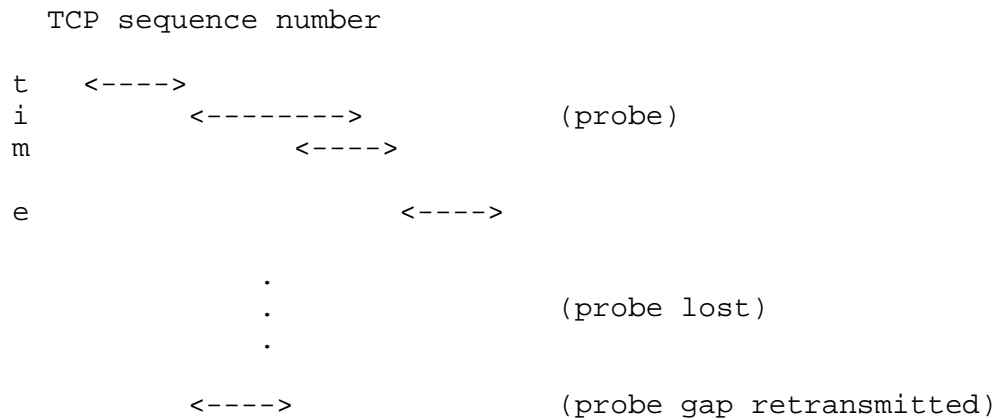 TCP sequence number
t <---->
i <--------> (probe)
m <---->
e <---->
.
. (probe lost)
.
<----> (probe gap retransmitted)